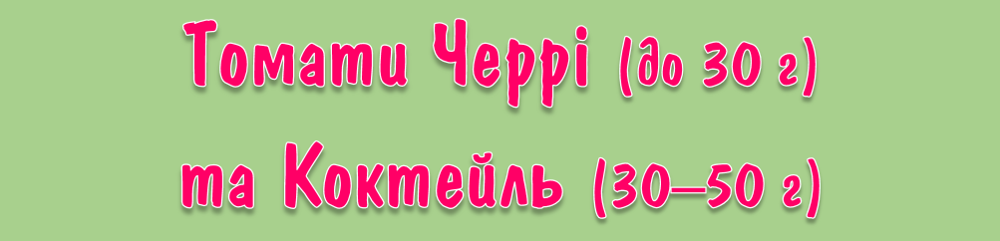 Томати Черрі (до 30 г)
та Коктейль (30–50 г)